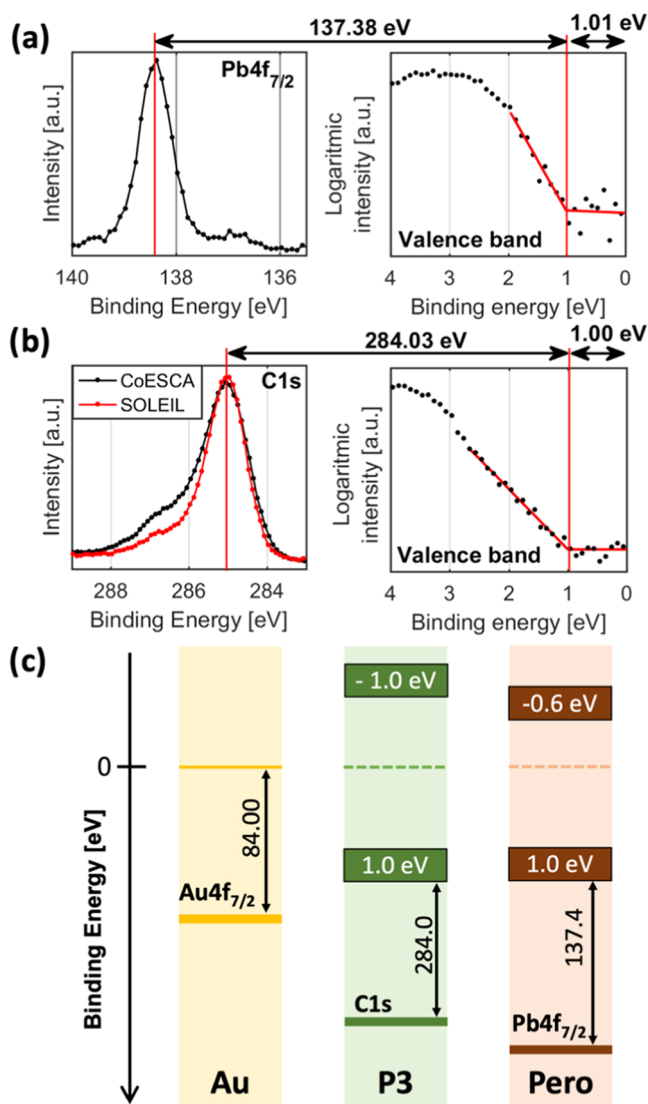 (a)
137.38 eV
1.01 eV
Pb4f7/2
Intensity [a.u.]
140
138
136
Binding Energy [eV]
Logaritmic
intensity [a.u.]
Valence band
4
3
2
1
0
Binding energy [eV]
(b)
284.03 eV
1.00 eV
CoESCA
SOLEIL
C1s
Intensity [a.u.]
288
286
284
Binding Energy [eV]
Logaritmic
intensity [a.u.]
Valence band
4
3
2
1
0
Binding energy [eV]
(c)
Binding Energy [eV]
0
84.00
Au4f7/2
Au
- 1.0 eV
1.0 eV
284.0
C1s
P3
-0.6 eV
1.0 eV
137.4
Pb4f7/2
Pero